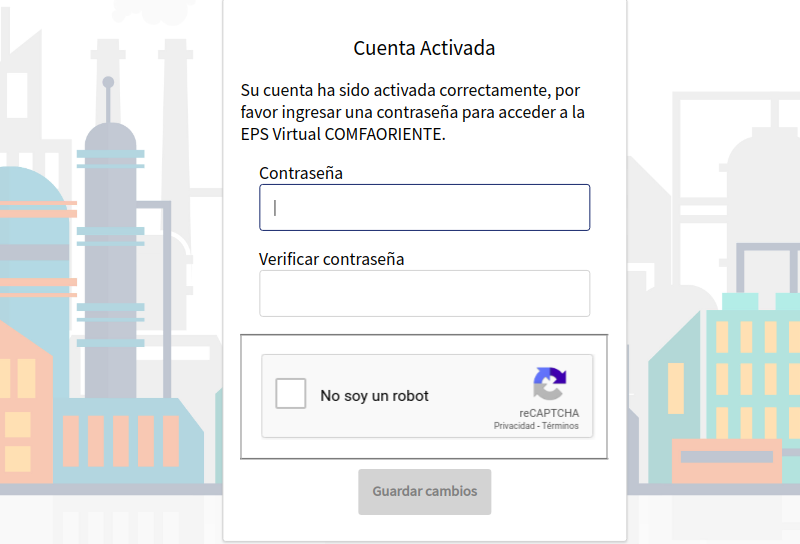 Cuenta Activada
Su cuenta ha sido activada correctamente, por
favor ingresar una contraseña para acceder a la
EPS Virtual COMFAORIENTE.
Contraseña
Verificar contraseña
No soy un robot
reCAPTCHA
Privacidad - Términos
Guardar cambios